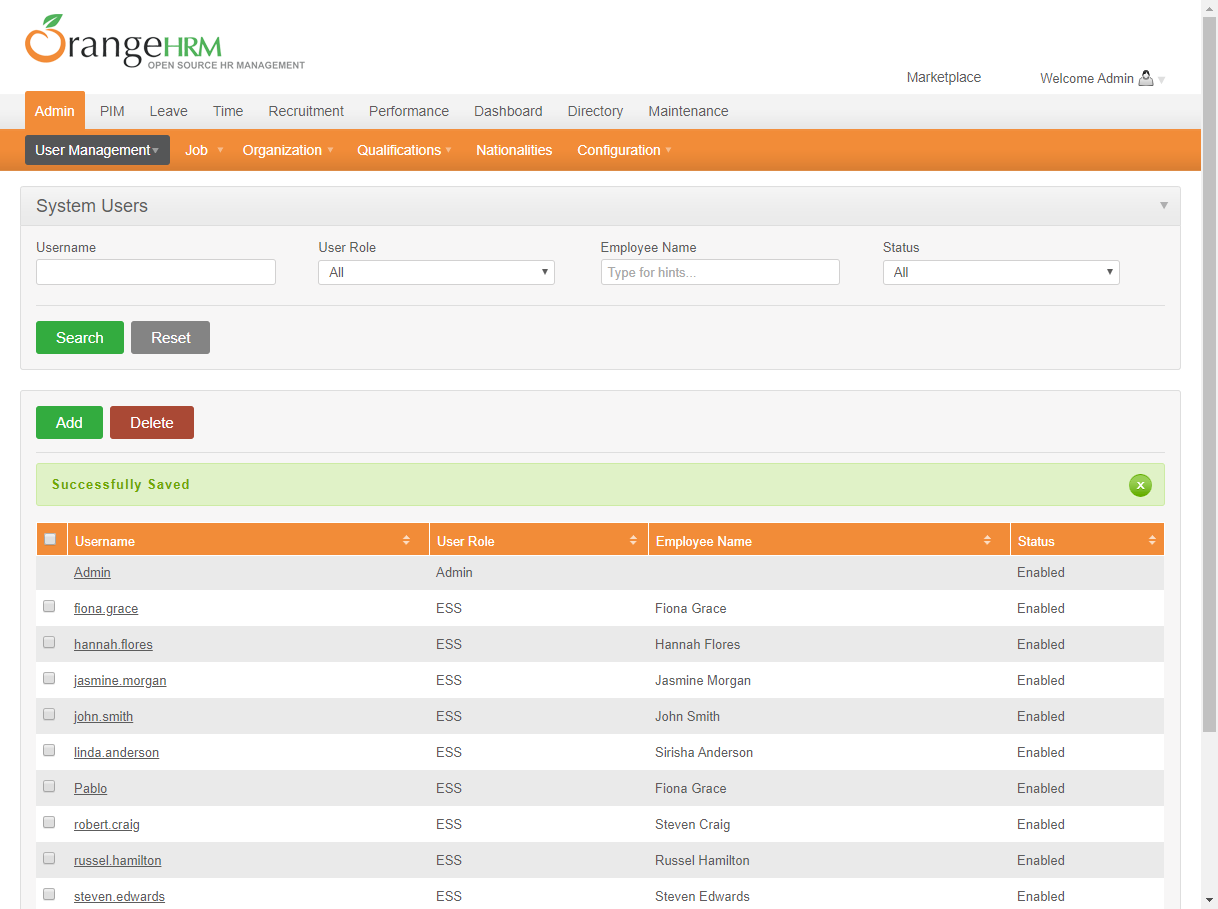 OrangeHRM
OPEN SOURCE HR MANAGEMENT
Marketplace Welcome Admin
Admin PIM Leave Time Recruitment Performance Dashboard Directory Maintenance
User Management Job Organization Qualifications Nationalities Configuration
System Users
Username User Role Employee Name Status
All Type for hints... All
Search Reset
Add Delete
Successfully Saved x
Username User Role Employee Name Status
Admin Admin Enabled
fiona.grace ESS Fiona Grace Enabled
hannah.flores ESS Hannah Flores Enabled
jasmine.morgan ESS Jasmine Morgan Enabled
john.smith ESS John Smith Enabled
linda.anderson ESS Sirisha Anderson Enabled
Pablo ESS Fiona Grace Enabled
robert.craig ESS Steven Craig Enabled
russel.hamilton ESS Russel Hamilton Enabled
steven.edwards ESS Steven Edwards Enabled